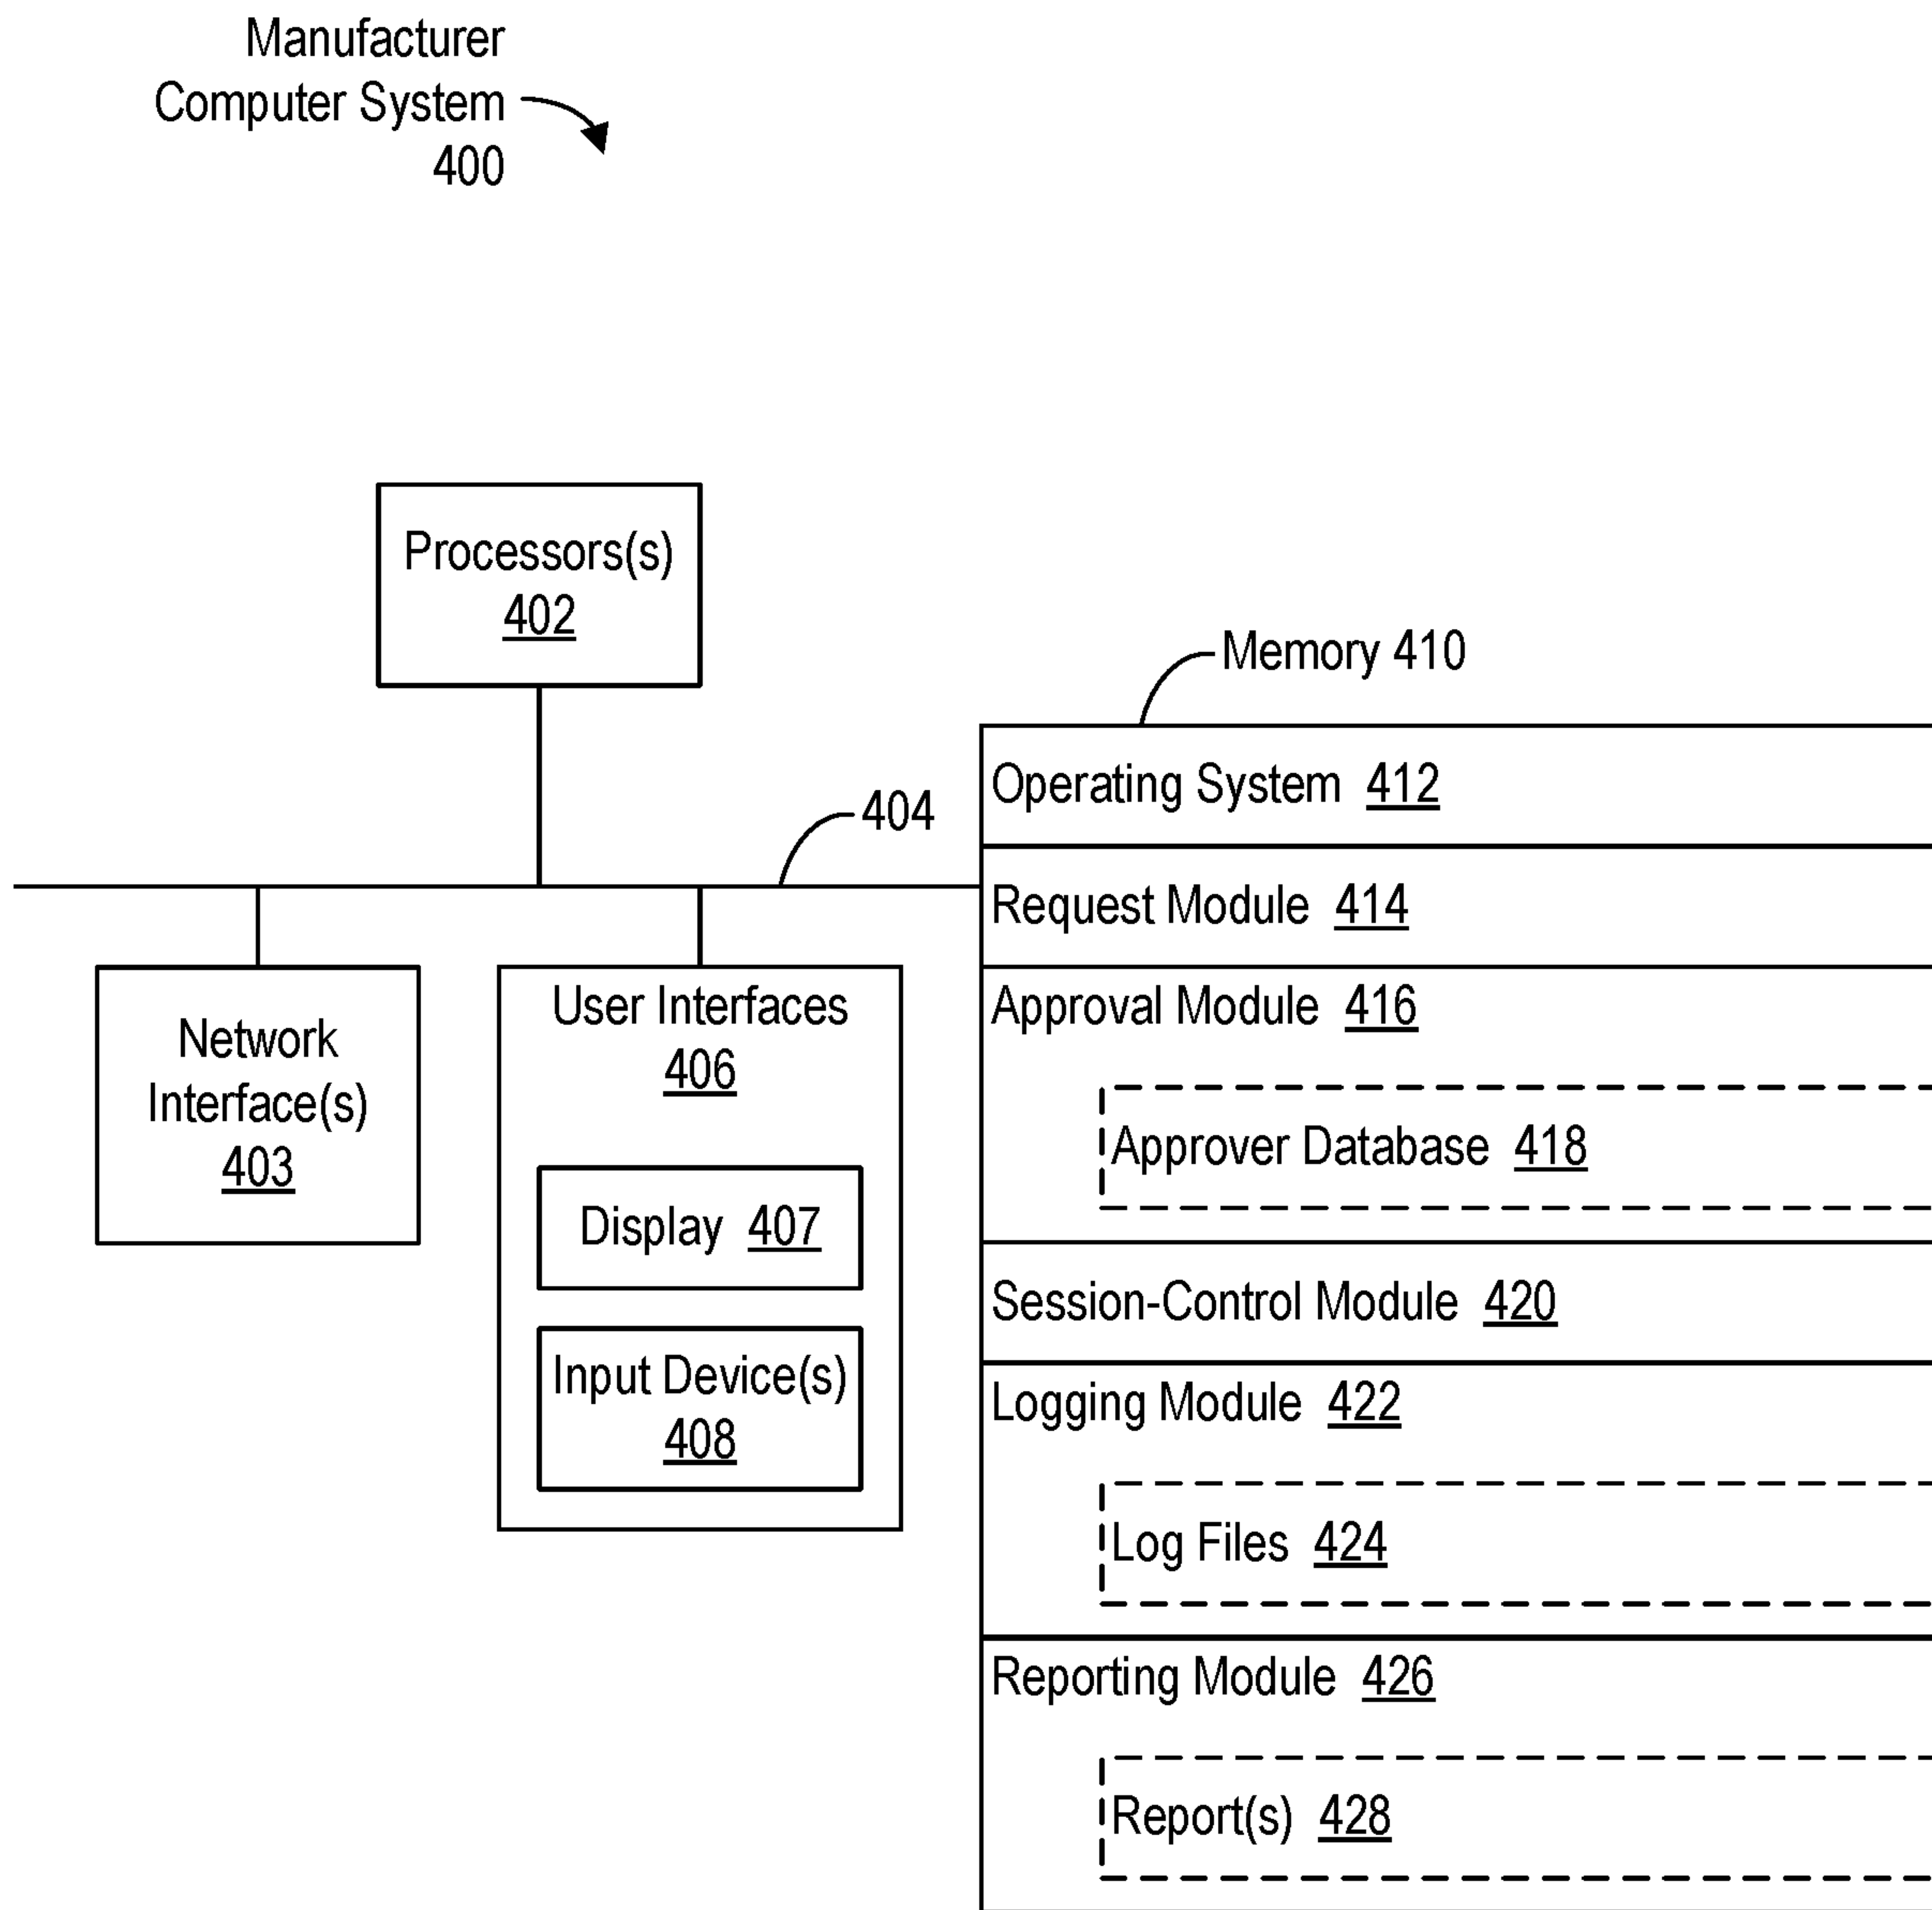 Manufacturer
Computer System
400
Processors(s)
402
Memory 410
404
Operating System 412
Request Module 414
Approval Module 416
Approver Database 418
Session-Control Module 420
Logging Module 422
Log Files 424
Reporting Module 426
Report(s) 428
Network
Interface(s)
403
User Interfaces
406
Display 407
Input Device(s)
408